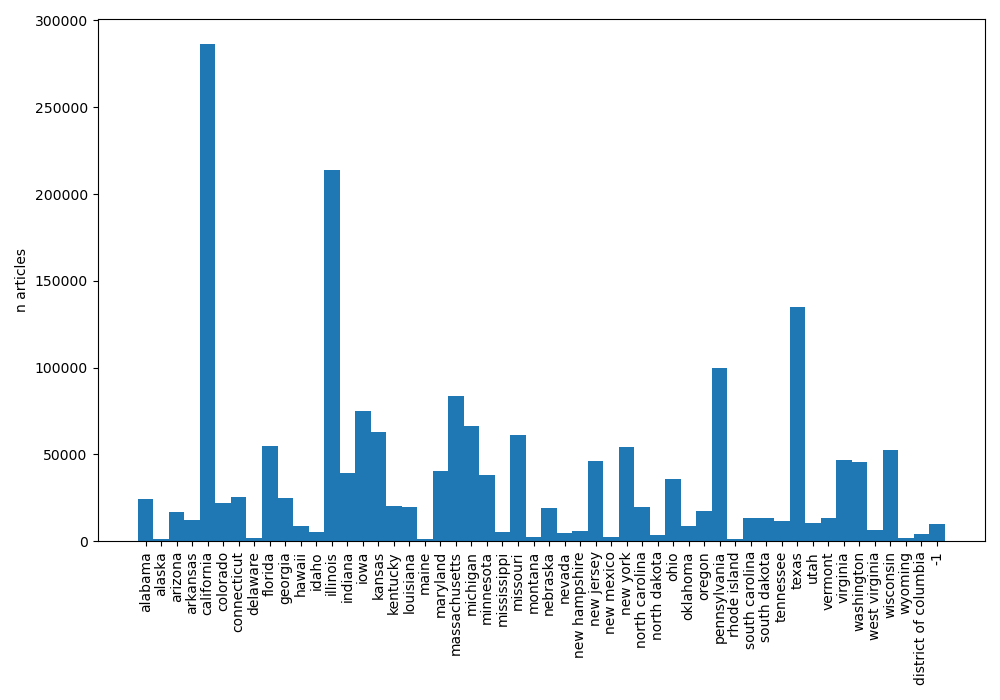 300000
250000
200000
150000
100000
50000
0
n articles
alabama
alaska
arizona
arkansas
california
colorado
connecticut
delaware
florida
georgia
hawaii
idaho
illinois
indiana
iowa
kansas
kentucky
louisiana
maine
maryland
massachusetts
michigan
minnesota
mississippi
missouri
montana
nebraska
nevada
new hampshire
new jersey
new mexico
new york
north carolina
north dakota
ohio
oklahoma
oregon
pennsylvania
rhode island
south carolina
south dakota
tennessee
texas
utah
vermont
virginia
washington
west virginia
wisconsin
wyoming
district of columbia
-1